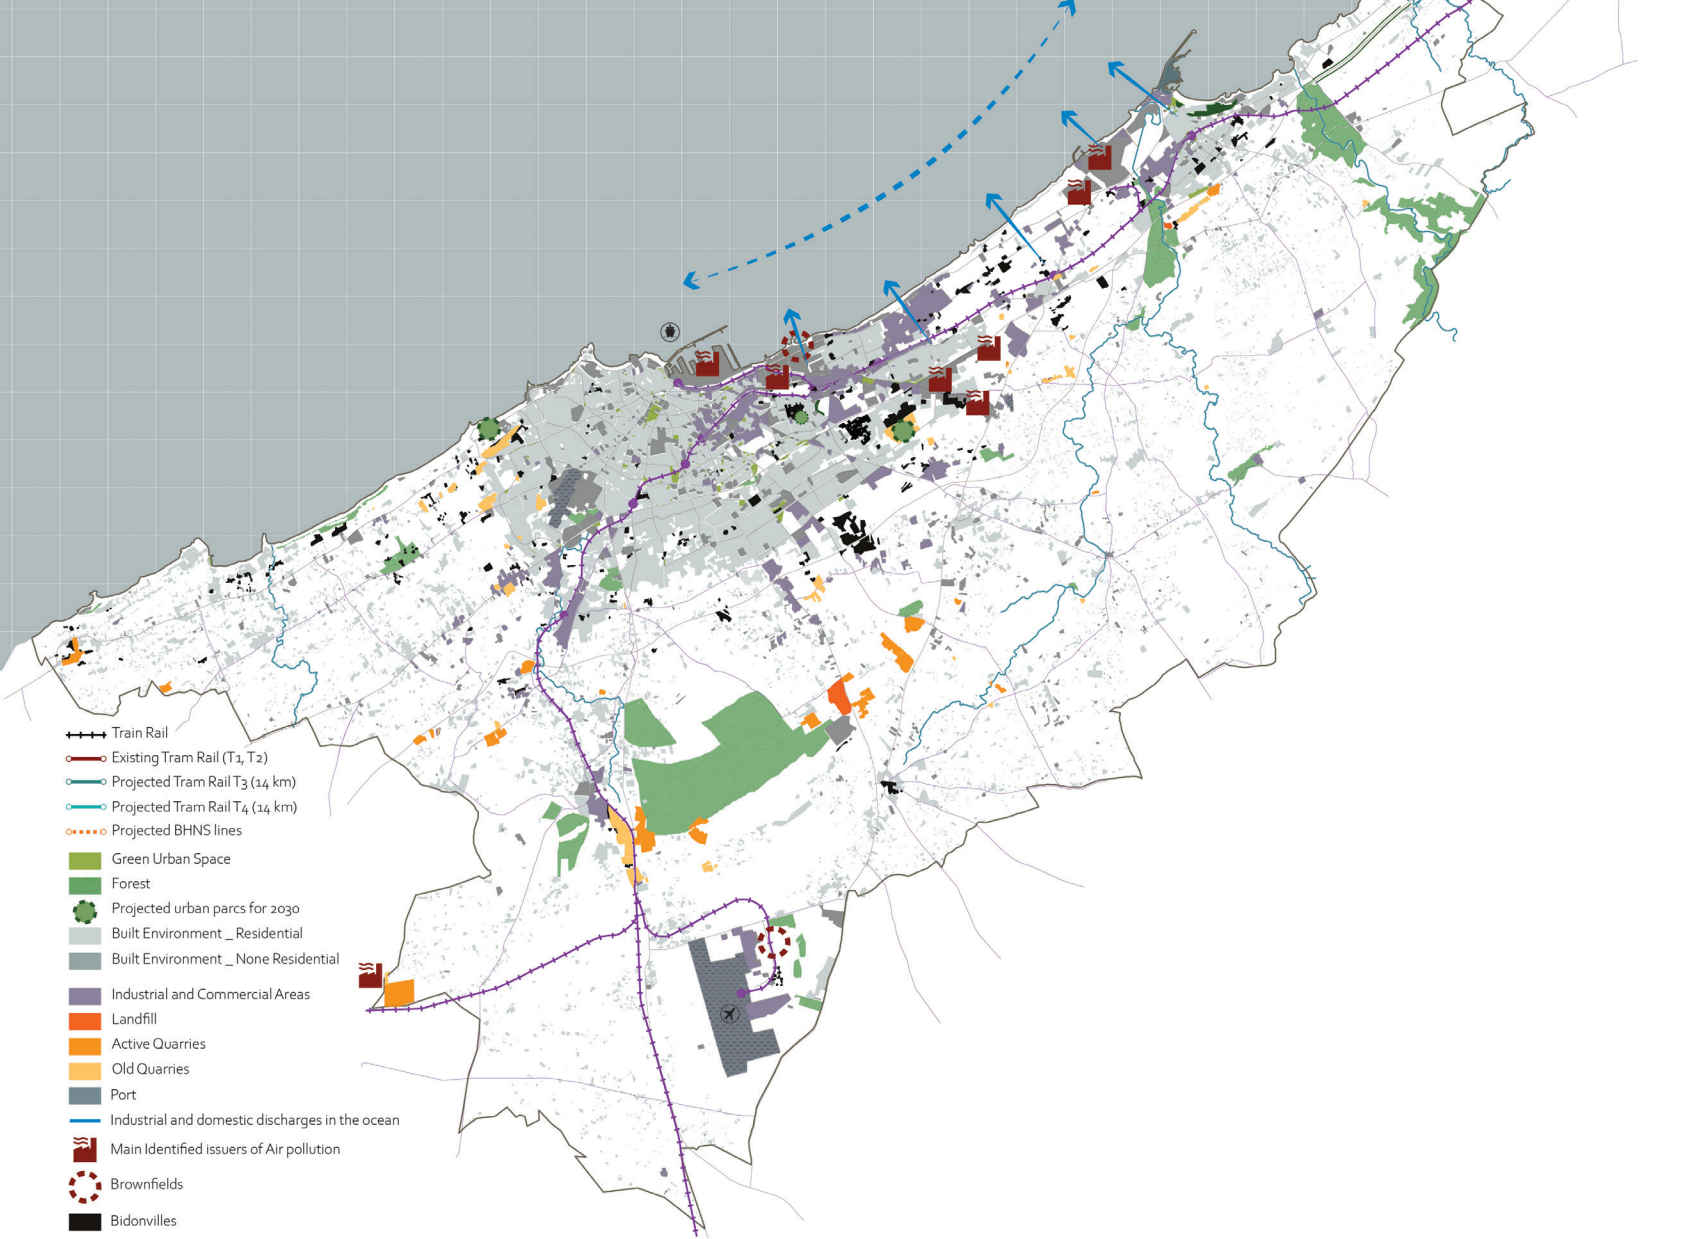 Train Rail
Existing Tram Rail (T1, T2)
Projected Tram Rail T3 (14 km)
Projected Tram Rail T4 (14 km)
Projected BHNS lines
Green Urban Space
Forest
Projected urban parcs for 2030
Built Environment _ Residential
Built Environment _ None Residential
Industrial and Commercial Areas
Landfill
Active Quarries
Old Quarries
Port
Industrial and domestic discharges in the ocean
Main Identified issuers of Air pollution
Brownfields
Bidonvilles